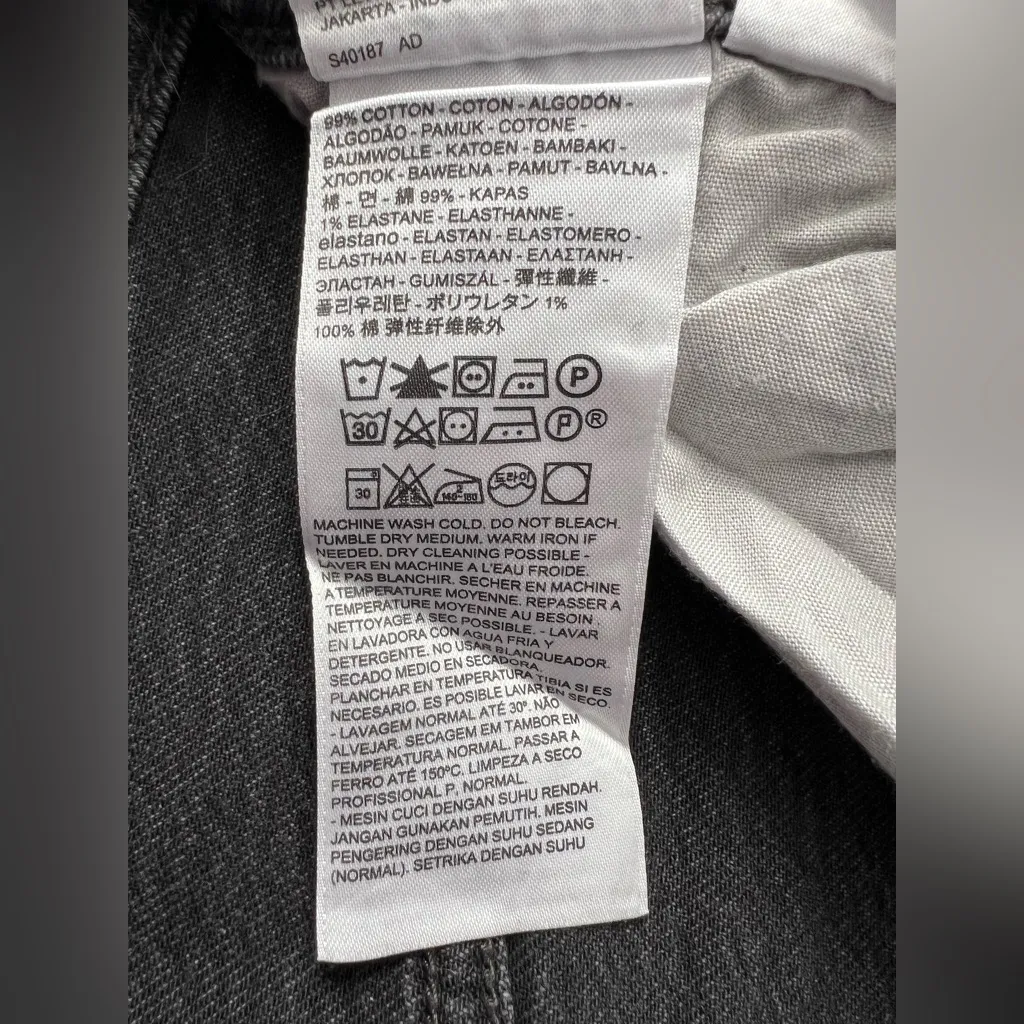 JAKARTA - INDO
S40187 AD
99% COTTON - COTON - ALGODÓN -
ALGODÃO - PAMUK - COTONE -
BAUMWOLLE - KATOEN - BAMBAKI -
ХЛОПОК - BAWEŁNA - PAMUT - BAVLNA -
棉 - 면 - 綿 99% - KAPAS
1% ELASTANE - ELASTHANNE -
elastano - ELASTAN - ELASTOMERO -
ELASTHAN - ELASTAAN - ΕΛΑΣΤΑΝΗ -
ЭЛАСТАН - GUMISZÁL - 彈性纖維 -
폴리우레탄 - ポリウレタン 1%
100% 棉 弹性纤维除外
P
30 P ®
30 140~160 드라이
MACHINE WASH COLD. DO NOT BLEACH.
TUMBLE DRY MEDIUM. WARM IRON IF
NEEDED. DRY CLEANING POSSIBLE -
LAVER EN MACHINE A L'EAU FROIDE.
NE PAS BLANCHIR. SECHER EN MACHINE
A TEMPERATURE MOYENNE. REPASSER A
TEMPERATURE MOYENNE AU BESOIN.
NETTOYAGE A SEC POSSIBLE. - LAVAR
EN LAVADORA CON AGUA FRIA Y
DETERGENTE. NO USAR BLANQUEADOR.
SECADO MEDIO EN SECADORA.
PLANCHAR EN TEMPERATURA TIBIA SI ES
NECESARIO. ES POSIBLE LAVAR EN SECO.
- LAVAGEM NORMAL ATÉ 30º. NÃO
ALVEJAR. SECAGEM EM TAMBOR EM
TEMPERATURA NORMAL. PASSAR A
FERRO ATÉ 150ºC. LIMPEZA A SECO
PROFISSIONAL P, NORMAL.
- MESIN CUCI DENGAN SUHU RENDAH.
JANGAN GUNAKAN PEMUTIH. MESIN
PENGERING DENGAN SUHU SEDANG
(NORMAL). SETRIKA DENGAN SUHU